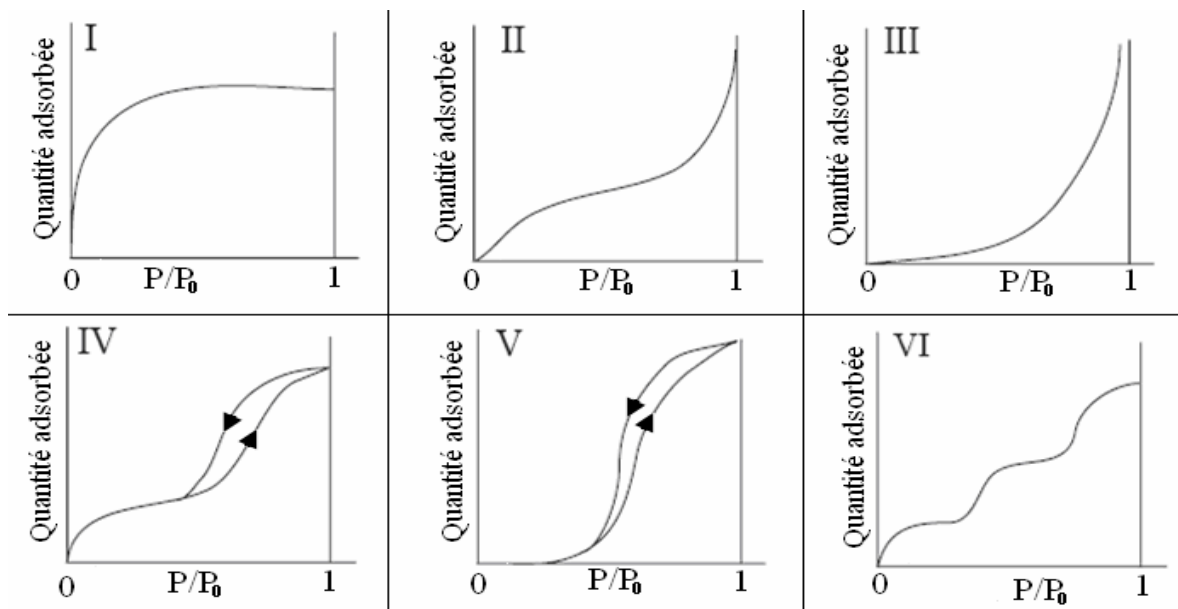 I
Quantité adsorbée
0 P/P₀ 1
II
Quantité adsorbée
0 P/P₀ 1
III
Quantité adsorbée
0 P/P₀ 1
IV
Quantité adsorbée
0 P/P₀ 1
V
Quantité adsorbée
0 P/P₀ 1
VI
Quantité adsorbée
0 P/P₀ 1